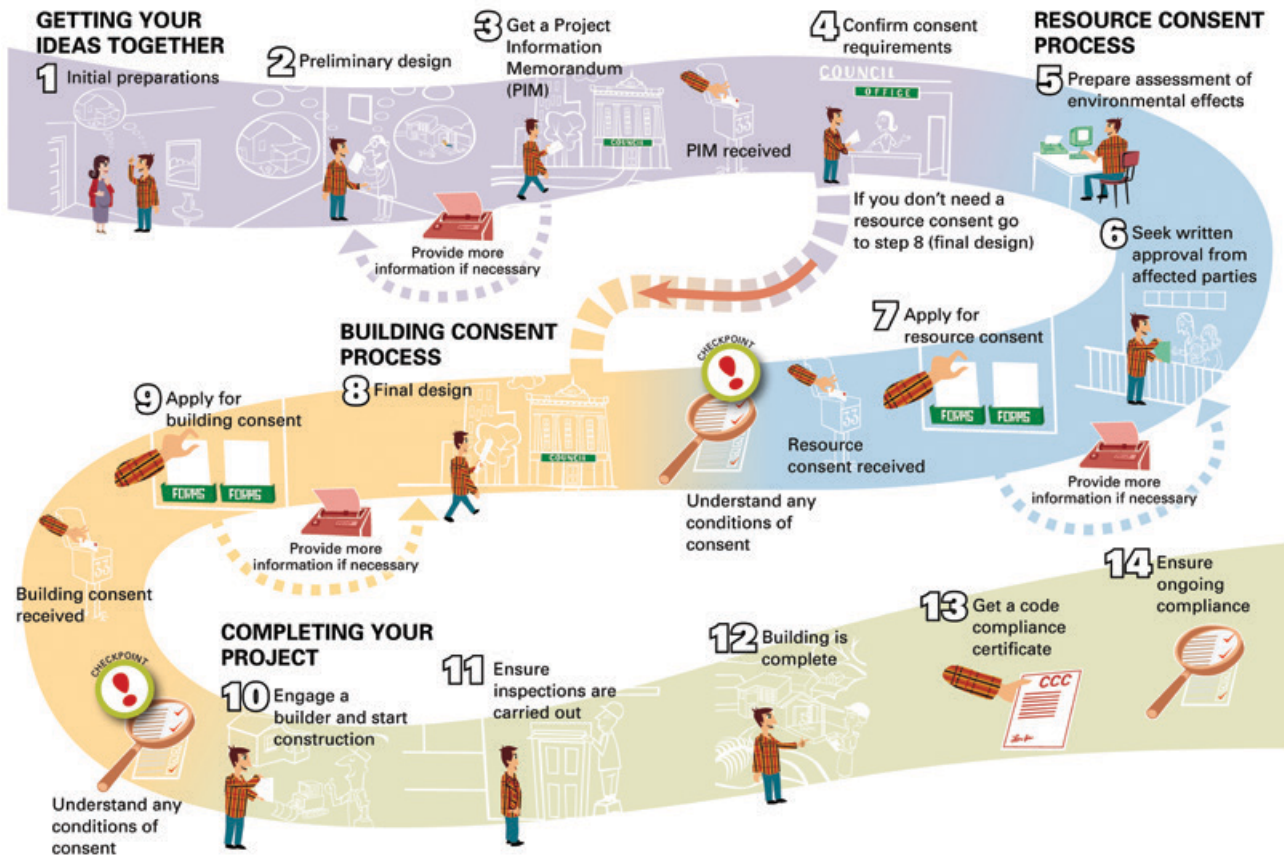 GETTING YOUR
IDEAS TOGETHER
1 Initial preparations
2 Preliminary design
3 Get a Project
Information
Memorandum
(PIM)
COUNCIL
Provide more
information if necessary
PIM received
4 Confirm consent
requirements
COUNCIL
OFFICE
If you don't need a
resource consent go
to step 8 (final design)
RESOURCE CONSENT
PROCESS
5 Prepare assessment of
environmental effects
6 Seek written
approval from
affected parties
7 Apply for
resource consent
FORMS FORMS
Provide more
information if necessary
Resource
consent received
CHECKPOINT
Understand any
conditions of
consent
BUILDING CONSENT
PROCESS
8 Final design
COUNCIL
9 Apply for
building consent
FORMS FORMS
Provide more
information if necessary
Building consent
received
CHECKPOINT
Understand any
conditions of
consent
COMPLETING YOUR
PROJECT
10 Engage a
builder and start
construction
11 Ensure
inspections are
carried out
12 Building is
complete
13 Get a code
compliance
certificate
CCC
14 Ensure
ongoing
compliance